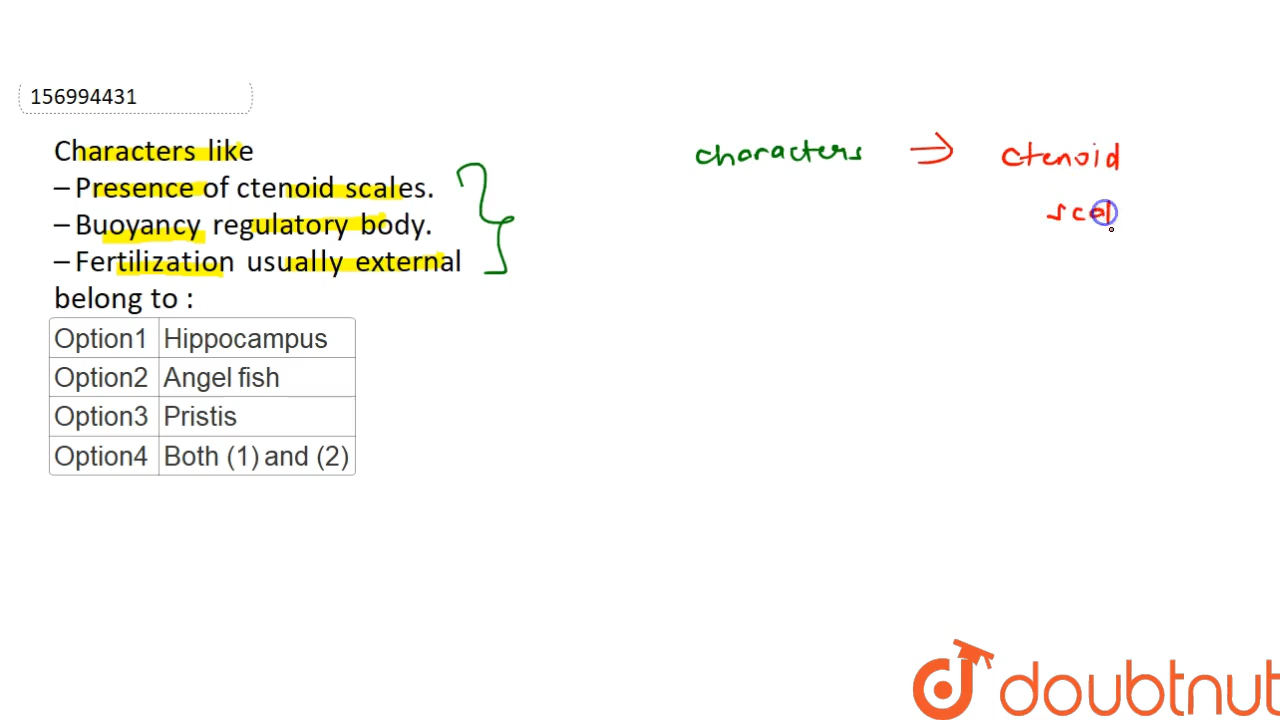 156994431
Characters like
– Presence of ctenoid scales.
– Buoyancy regulatory body.
– Fertilization usually external
belong to :
Option1 Hippocampus
Option2 Angel fish
Option3 Pristis
Option4 Both (1) and (2)
characters → ctenoid
scal
doubtnut